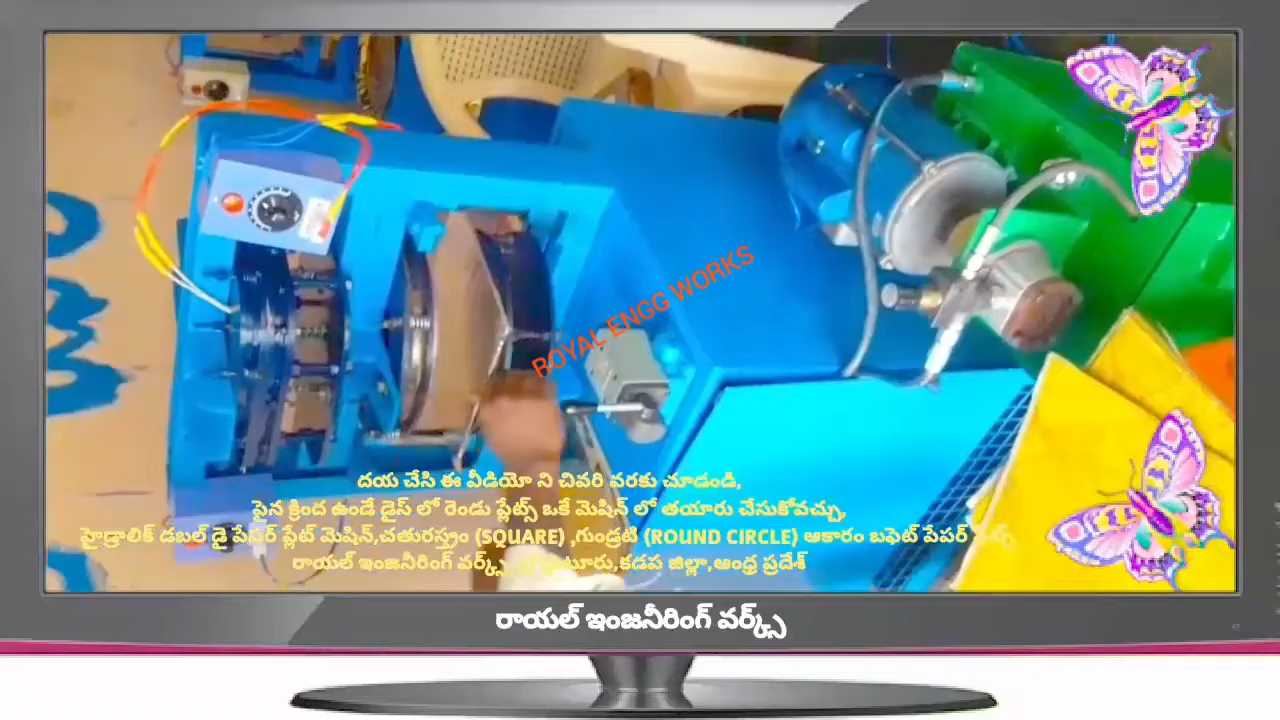 ROYAL ENGG WORKS
దయ చేసి ఈ వీడియో ని చివరి వరకు చూడండి,
పైన క్రింద ఉండే డైస్ లో రెండు ప్లేట్స్ ఒకే మెషిన్ లో తయారు చేసుకోవచ్చు,
హైడ్రాలిక్ డబల్ డై పేపర్ ప్లేట్ మెషిన్,చతురస్త్రం (SQUARE) ,గుండ్రటి (ROUND CIRCLE) ఆకారం బఫెట్ పేపర్
రాయల్ ఇంజనీరింగ్ వర్క్స్, కడప జిల్లా,ఆంధ్ర ప్రదేశ్
రాయల్ ఇంజనీరింగ్ వర్క్స్